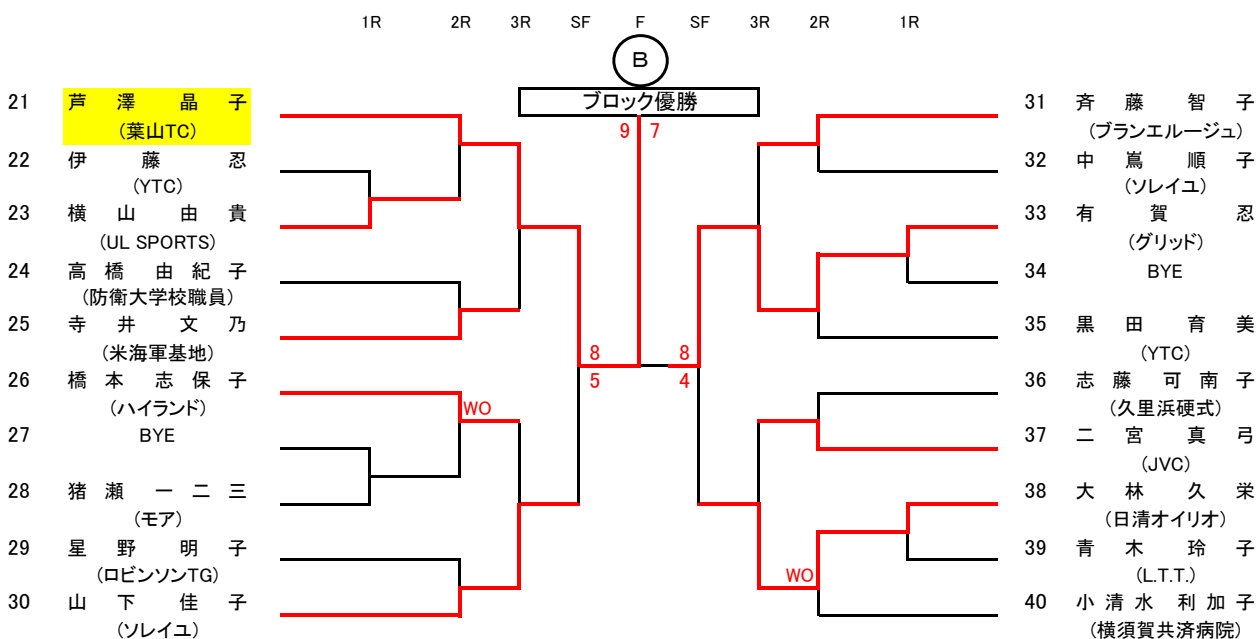 1R 2R 3R SF F SF 3R 2R 1R
B
ブロック優勝
9 7
21 芦澤 晶子
(葉山TC)
22 伊藤 忍
(YTC)
23 横山 由貴
(UL SPORTS)
24 高橋 由紀子
(防衛大学校職員)
25 寺井 文乃
(米海軍基地)
26 橋本 志保子
(ハイランド)
27 BYE
28 猪瀬 一二三
(モア)
29 星野 明子
(ロビンソンTG)
30 山下 佳子
(ソレイユ)
WO
8
5
8
4
WO
31 斉藤 智子
(ブランエルージュ)
32 中嶌 順子
(ソレイユ)
33 有賀 忍
(グリッド)
34 BYE
35 黒田 育美
(YTC)
36 志藤 可南子
(久里浜硬式)
37 二宮 真弓
(JVC)
38 大林 久栄
(日清オイリオ)
39 青木 玲子
(L.T.T.)
40 小清水 利加子
(横須賀共済病院)